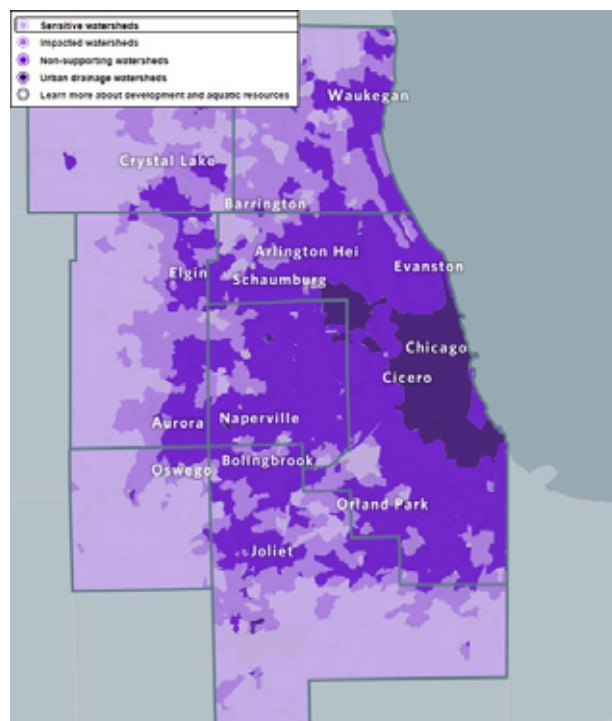 Sensitive watersheds
Impacted watersheds
Non-supporting watersheds
Urban drainage watersheds
Learn more about development and aquatic resources
Waukegan
Crystal Lake
Barrington
Arlington Hei
Evanston
Elgin
Schaumburg
Chicago
Cicero
Aurora
Naperville
Bolingbrook
Oswego
Orland Park
Joliet